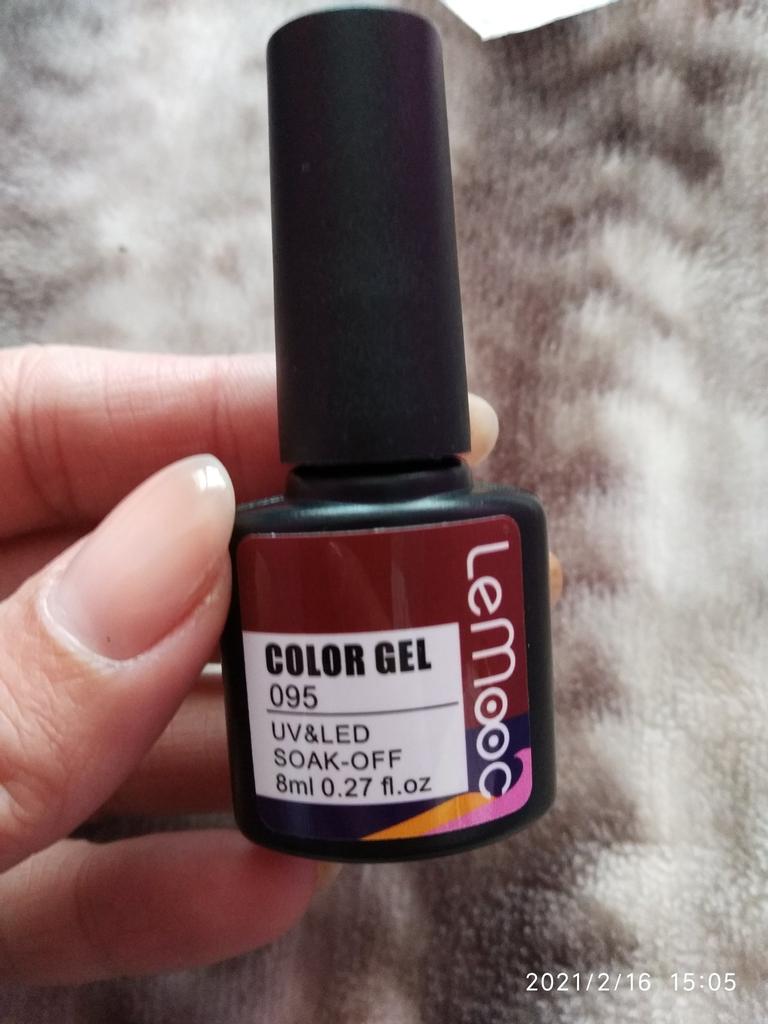 COLOR GEL
095
UV&LED
SOAK-OFF
8ml 0.27 fl.oz
Lemooc
2021/2/16 15:05